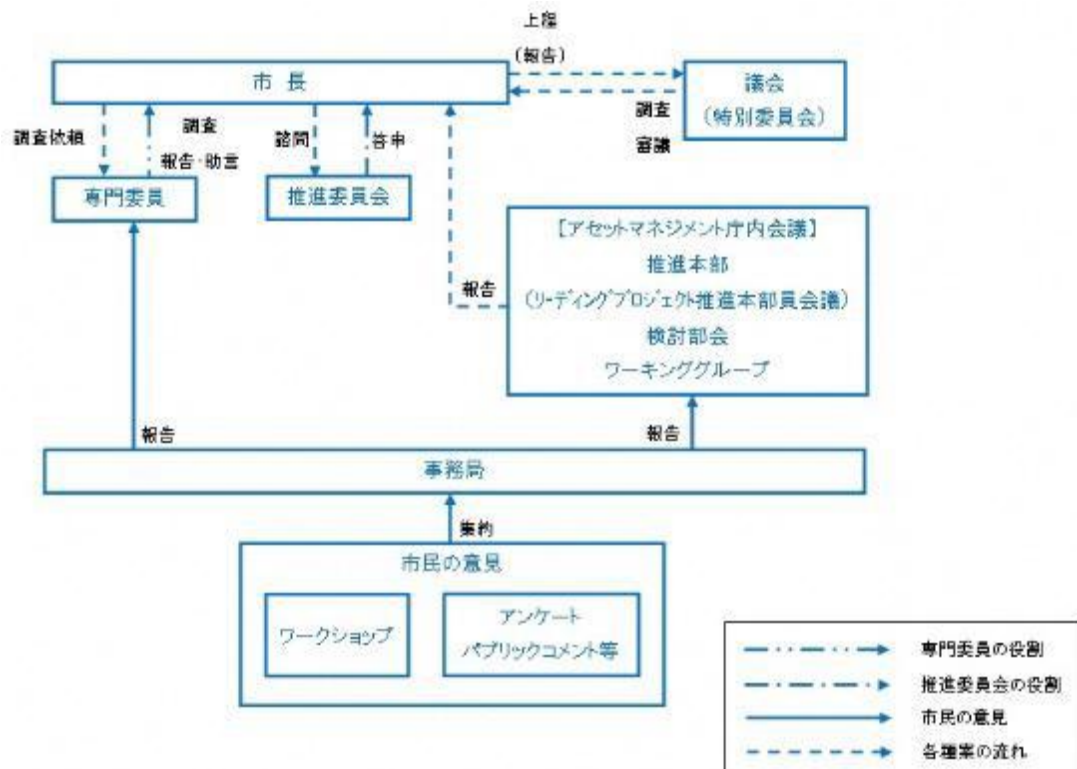 上程
(報告)
市 長
議会
(特別委員会)
調査
審議
調査依頼
調査
報告・助言
諮問
答申
専門委員
推進委員会
【アセットマネジメント庁内会議】
推進本部
(リーディングプロジェクト推進本部員会議)
検討部会
ワーキンググループ
報告
報告
報告
事務局
集約
市民の意見
ワークショップ
アンケート
パブリックコメント等
専門委員の役割
推進委員会の役割
市民の意見
各種案の流れ